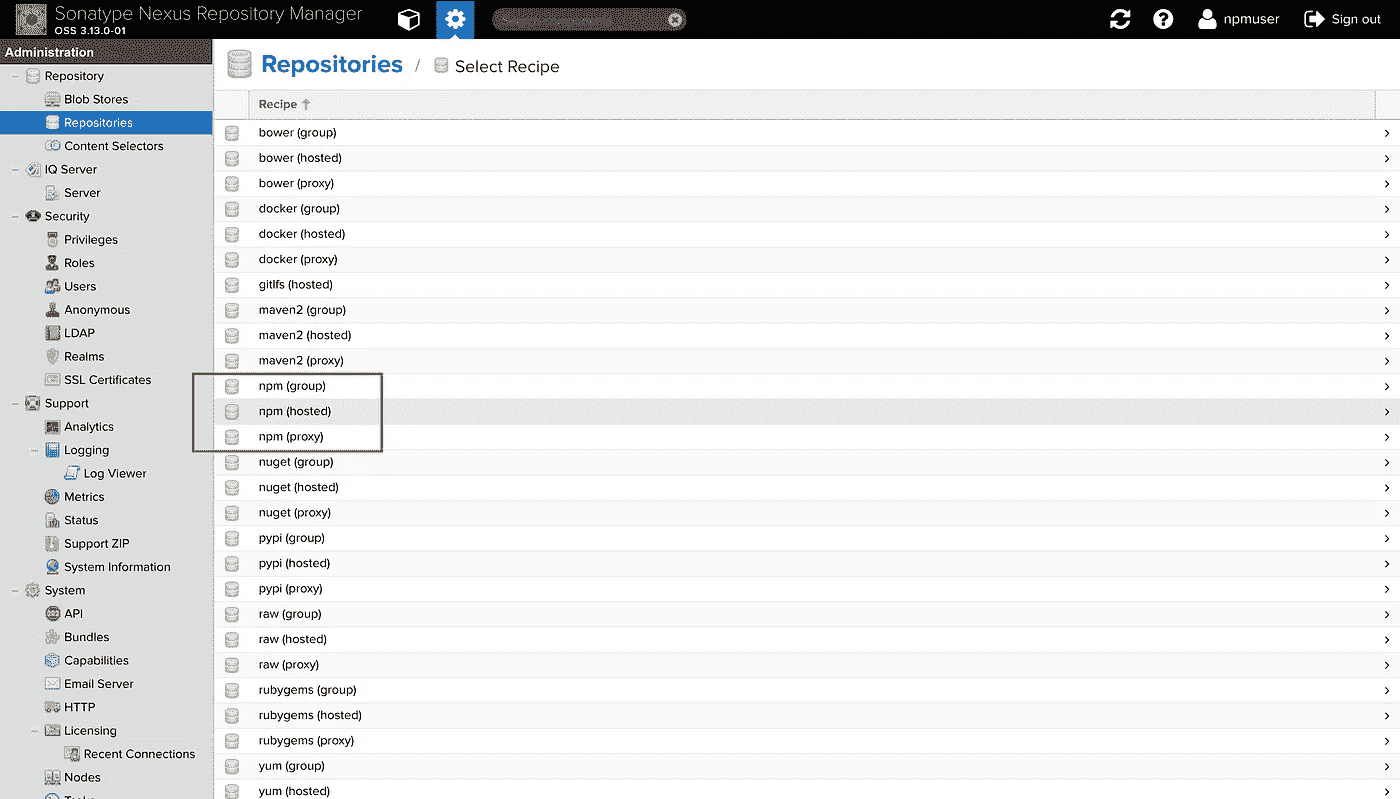 Sonatype Nexus Repository Manager
OSS 3.13.0-01
npmuser
Sign out
Administration
Repository
Blob Stores
Repositories
Content Selectors
IQ Server
Server
Security
Privileges
Roles
Users
Anonymous
LDAP
Realms
SSL Certificates
Support
Analytics
Logging
Log Viewer
Metrics
Status
Support ZIP
System Information
System
API
Bundles
Capabilities
Email Server
HTTP
Licensing
Recent Connections
Nodes
Repositories / Select Recipe
Recipe
bower (group)
bower (hosted)
bower (proxy)
docker (group)
docker (hosted)
docker (proxy)
gitlfs (hosted)
maven2 (group)
maven2 (hosted)
maven2 (proxy)
npm (group)
npm (hosted)
npm (proxy)
nuget (group)
nuget (hosted)
nuget (proxy)
pypi (group)
pypi (hosted)
pypi (proxy)
raw (group)
raw (hosted)
raw (proxy)
rubygems (group)
rubygems (hosted)
rubygems (proxy)
yum (group)
yum (hosted)